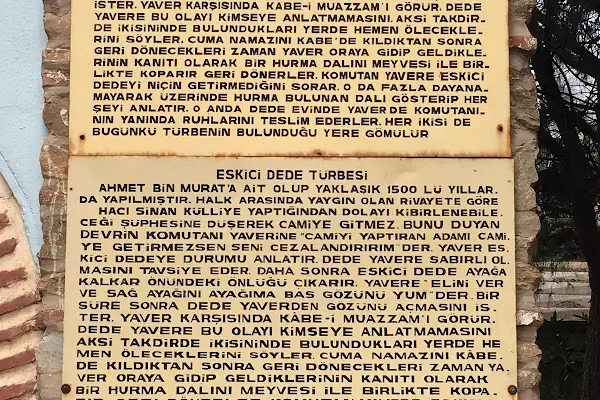 İSTER. YAVER KARŞISINDA KABE-İ MUAZZAM'I GÖRÜR. DEDE
YAVERE BU OLAYI KİMSEYE ANLATMAMASINI, AKSİ TAKDİR-
DE İKİSİNİNDE BULUNDUKLARI YERDE HEMEN ÖLECEKLE-
RİNİ SÖYLER. CUMA NAMAZINI KABE'DE KILDIKTAN SONRA
GERİ DÖNECEKLERİ ZAMAN YAVER ORAYA GİDİP GELDİKLE-
RİNİN KANITI OLARAK BİR HURMA DALINI MEYVESİ İLE BİR-
LİKTE KOPARIR GERİ DÖNERLER. KOMUTAN YAVERE ESKİCİ
DEDEYİ NİÇİN GETİRMEDİĞİNİ SORAR. O DA FAZLA DAYANA-
MAYARAK ÜZERİNDE HURMA BULUNAN DALI GÖSTERİP HER
ŞEYİ ANLATIR. O ANDA DEDE EVİNDE YAVER'DE KOMUTANI-
NIN YANINDA RUHLARINI TESLİM EDERLER. HER İKİSİ DE
BUGÜNKÜ TÜRBENİN BULUNDUĞU YERE GÖMÜLÜR
ESKİCİ DEDE TÜRBESİ
AHMET BİN MURAT'A AİT OLUP YAKLAŞIK 1500 LÜ YILLAR.
DA YAPILMIŞTIR. HALK ARASINDA YAYGIN OLAN RİVAYETE GÖRE
HACI SİNAN KÜLLİYE YAPTIĞINDAN DOLAYI KİBİRLENEBİLE.
CEĞİ ŞÜPHESİNE DÜŞEREK CAMİYE GİTMEZ. BUNU DUYAN
DEVRİN KOMUTANI YAVERİNE 'CAMİYİ YAPTIRAN ADAMI CAMİ.
YE GETİRMEZSEN SENİ CEZALANDIRIRIM' DER. YAVER ES.
KİCİ DEDEYE DURUMU ANLATIR. DEDE YAVERE SABIRLI OL.
MASINI TAVSİYE EDER. DAHA SONRA ESKİCİ DEDE AYAĞA
KALKAR ÖNÜNDEKİ ÖNLÜĞÜ ÇIKARIR. YAVERE 'ELİNİ VER
VE SAĞ AYAĞINI AYAĞIMA BAS GÖZÜNÜ YUM' DER. BİR
SÜRE SONRA DEDE YAVERDEN GÖZÜNÜ AÇMASINI İS.
TER. YAVER KARŞISINDA KÂBE-İ MUAZZAM'I GÖRÜR.
DEDE YAVERE BU OLAYI KİMSEYE ANLATMAMASINI
AKSİ TAKDİRDE İKİSİNİNDE BULUNDUKLARI YERDE HE
MEN ÖLECEKLERİNİ SÖYLER. CUMA NAMAZINI KÂBE.
DE KILDIKTAN SONRA GERİ DÖNECEKLERİ ZAMAN YA.
VER ORAYA GİDİP GELDİKLERİNİN KANITI OLARAK
BİR HURMA DALINI MEYVESİ İLE BİRLİKTE KOPA.